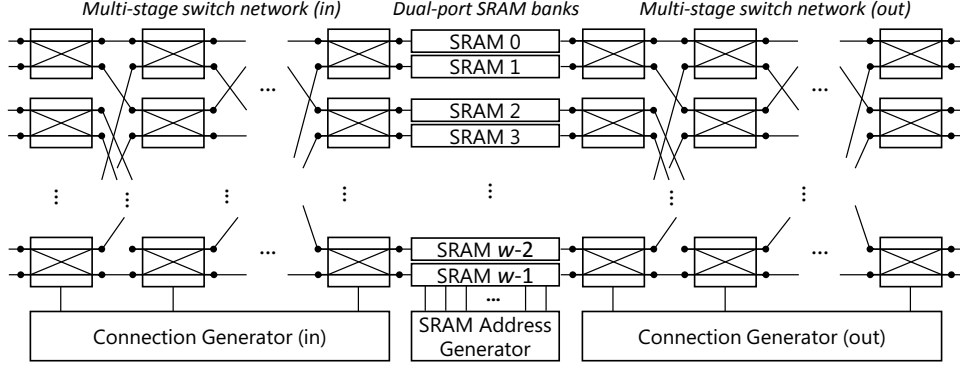 Multi-stage switch network (in) Dual-port SRAM banks Multi-stage switch network (out)
SRAM 0
SRAM 1
... ...
SRAM 2
SRAM 3
... ... ... ... ... ... ... ...
SRAM w-2
... ...
SRAM w-1
...
Connection Generator (in) SRAM Address Generator Connection Generator (out)